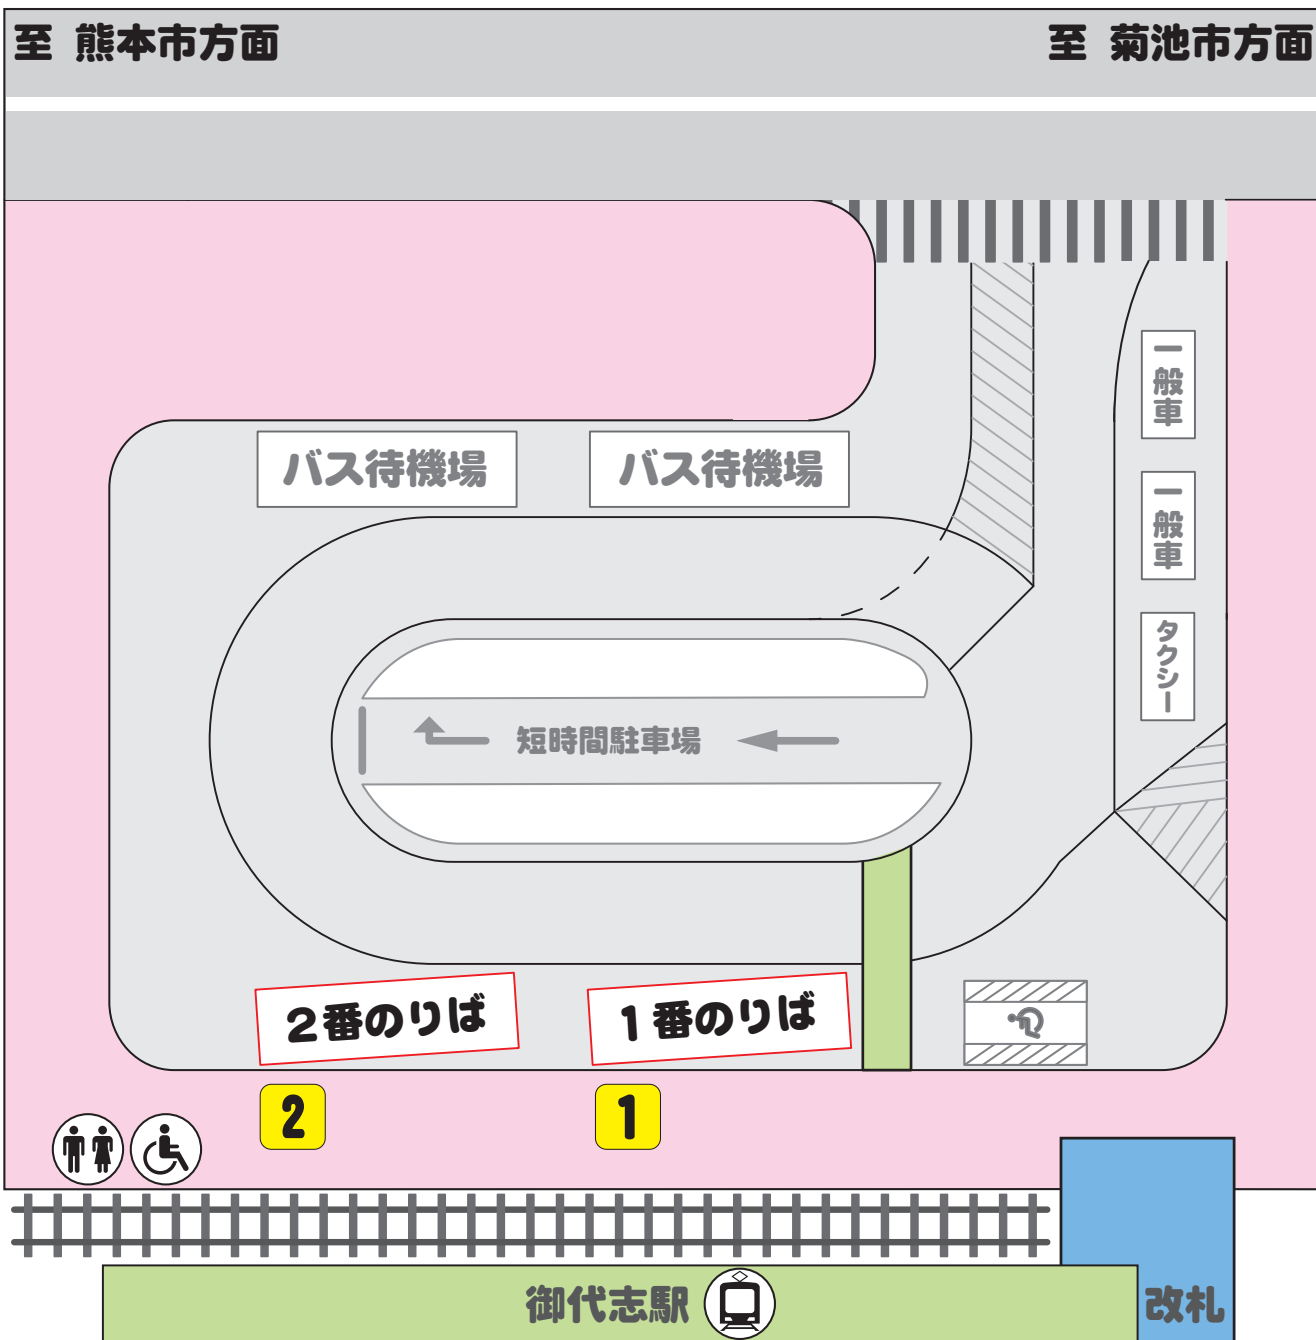 至 熊本市方面
至 菊池市方面
一般車
バス待機場
バス待機場
一般車
タクシー
短時間駐車場
2番のりば
1番のりば
2
1
御代志駅
改札